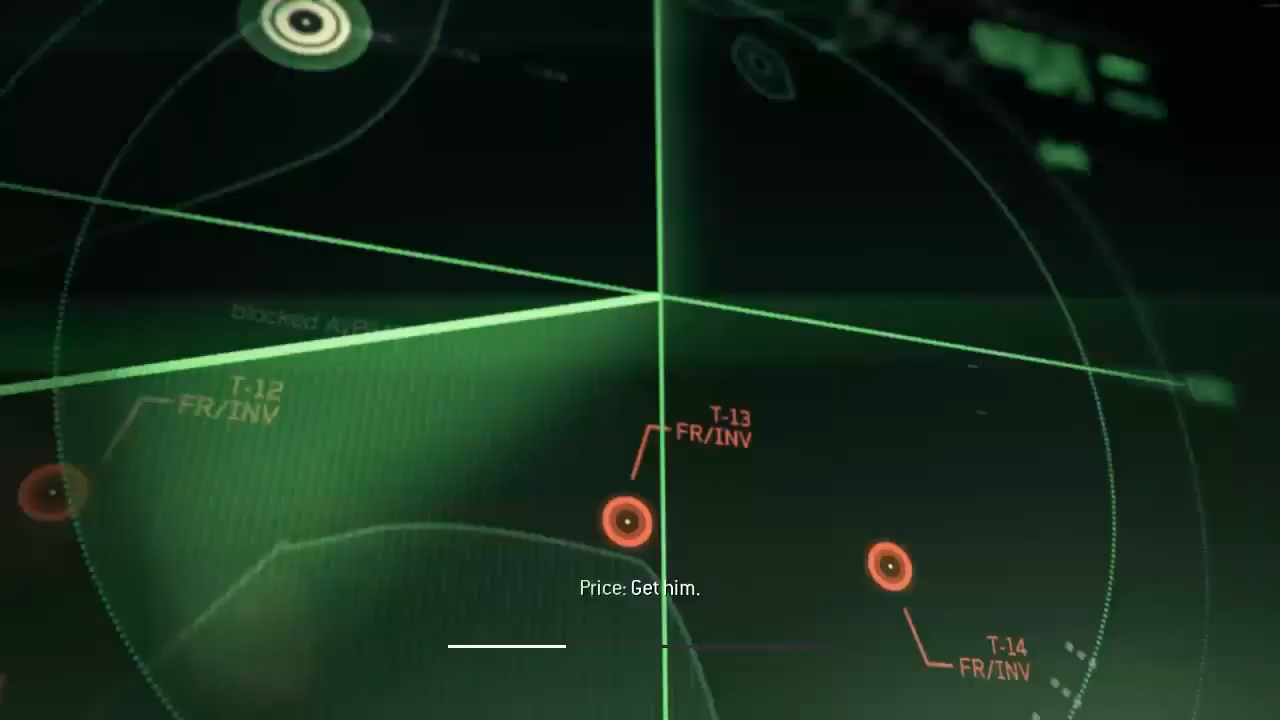 T-12
FR/INV
T-13
FR/INV
Price: Get him.
T-14
FR/INV